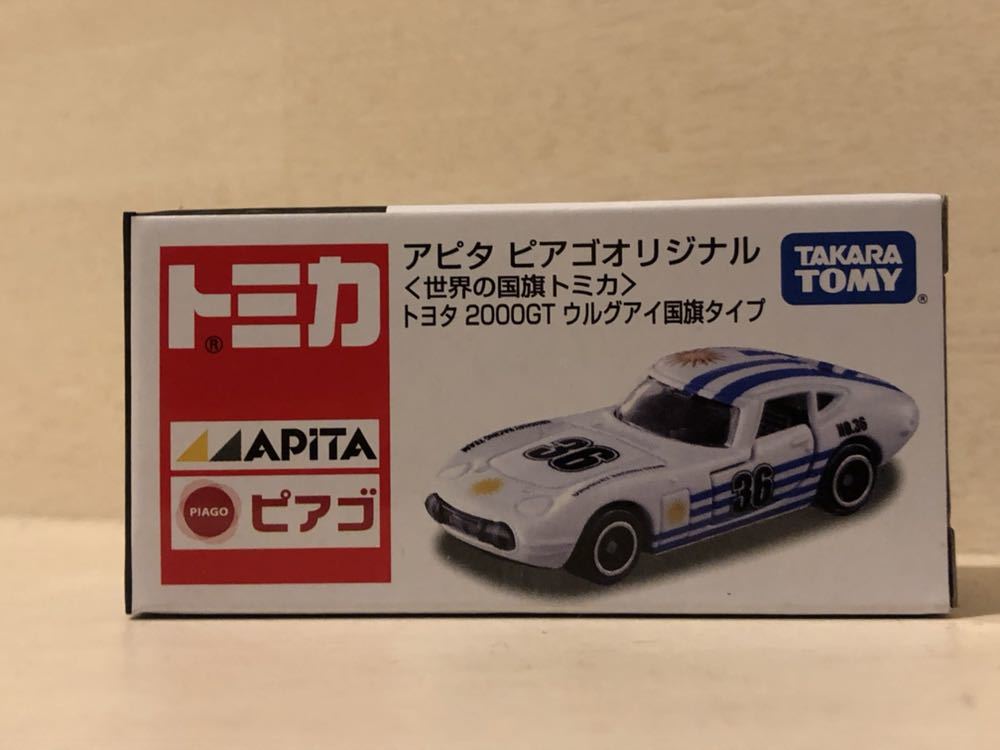 トミカ
®
APiTA
PIAGO
ピアゴ
アピタ ピアゴオリジナル
<世界の国旗トミカ>
トヨタ 2000GT ウルグアイ国旗タイプ
TAKARA
TOMY
®
36
36
NO.36